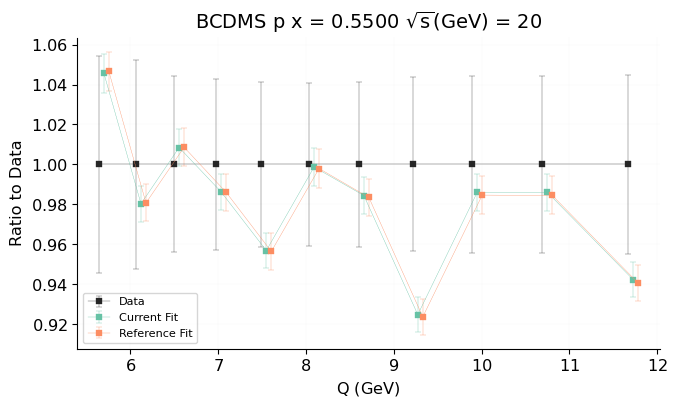 BCDMS p x = 0.5500 √s(GeV) = 20
Ratio to Data
1.06
1.04
1.02
1.00
0.98
0.96
0.94
0.92
Data
Current Fit
Reference Fit
6 7 8 9 10 11 12
Q (GeV)